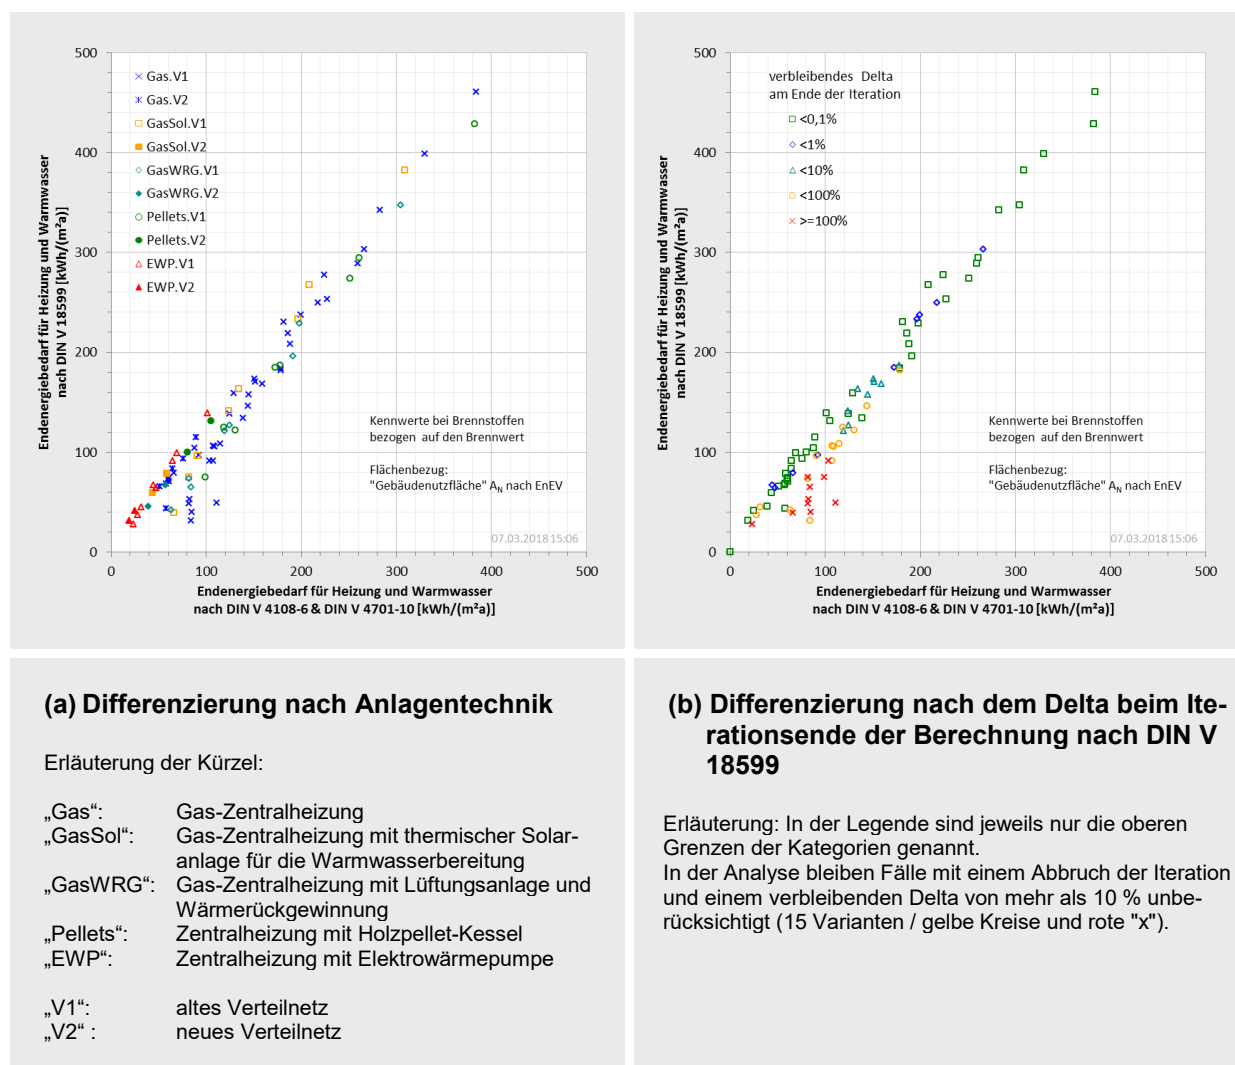 500
400
300
200
100
0
0
100
200
300
400
500
Endenergiebedarf für Heizung und Warmwasser
nach DIN V 18599 [kWh/(m²a)]
Gas.V1
Gas.V2
GasSol.V1
GasSol.V2
GasWRG.V1
GasWRG.V2
Pellets.V1
Pellets.V2
EWP.V1
EWP.V2
Kennwerte bei Brennstoffen
bezogen auf den Brennwert
Flächenbezug:
"Gebäudenutzfläche" AN nach EnEV
07.03.2018 15:06
Endenergiebedarf für Heizung und Warmwasser
nach DIN V 4108-6 & DIN V 4701-10 [kWh/(m²a)]
500
400
300
200
100
0
0
100
200
300
400
500
Endenergiebedarf für Heizung und Warmwasser
nach DIN V 18599 [kWh/(m²a)]
verbleibendes Delta
am Ende der Iteration
<0,1%
<1%
<10%
<100%
>=100%
Kennwerte bei Brennstoffen
bezogen auf den Brennwert
Flächenbezug:
"Gebäudenutzfläche" AN nach EnEV
07.03.2018 15:06
Endenergiebedarf für Heizung und Warmwasser
nach DIN V 4108-6 & DIN V 4701-10 [kWh/(m²a)]
(a) Differenzierung nach Anlagentechnik
Erläuterung der Kürzel:
„Gas“: Gas-Zentralheizung
„GasSol“: Gas-Zentralheizung mit thermischer Solar-
anlage für die Warmwasserbereitung
„GasWRG“: Gas-Zentralheizung mit Lüftungsanlage und
Wärmerückgewinnung
„Pellets“: Zentralheizung mit Holzpellet-Kessel
„EWP“: Zentralheizung mit Elektrowärmepumpe
„V1“: altes Verteilnetz
„V2“ : neues Verteilnetz
(b) Differenzierung nach dem Delta beim Ite-
rationsende der Berechnung nach DIN V
18599
Erläuterung: In der Legende sind jeweils nur die oberen
Grenzen der Kategorien genannt.
In der Analyse bleiben Fälle mit einem Abbruch der Iteration
und einem verbleibenden Delta von mehr als 10 % unbe-
rücksichtigt (15 Varianten / gelbe Kreise und rote "x").